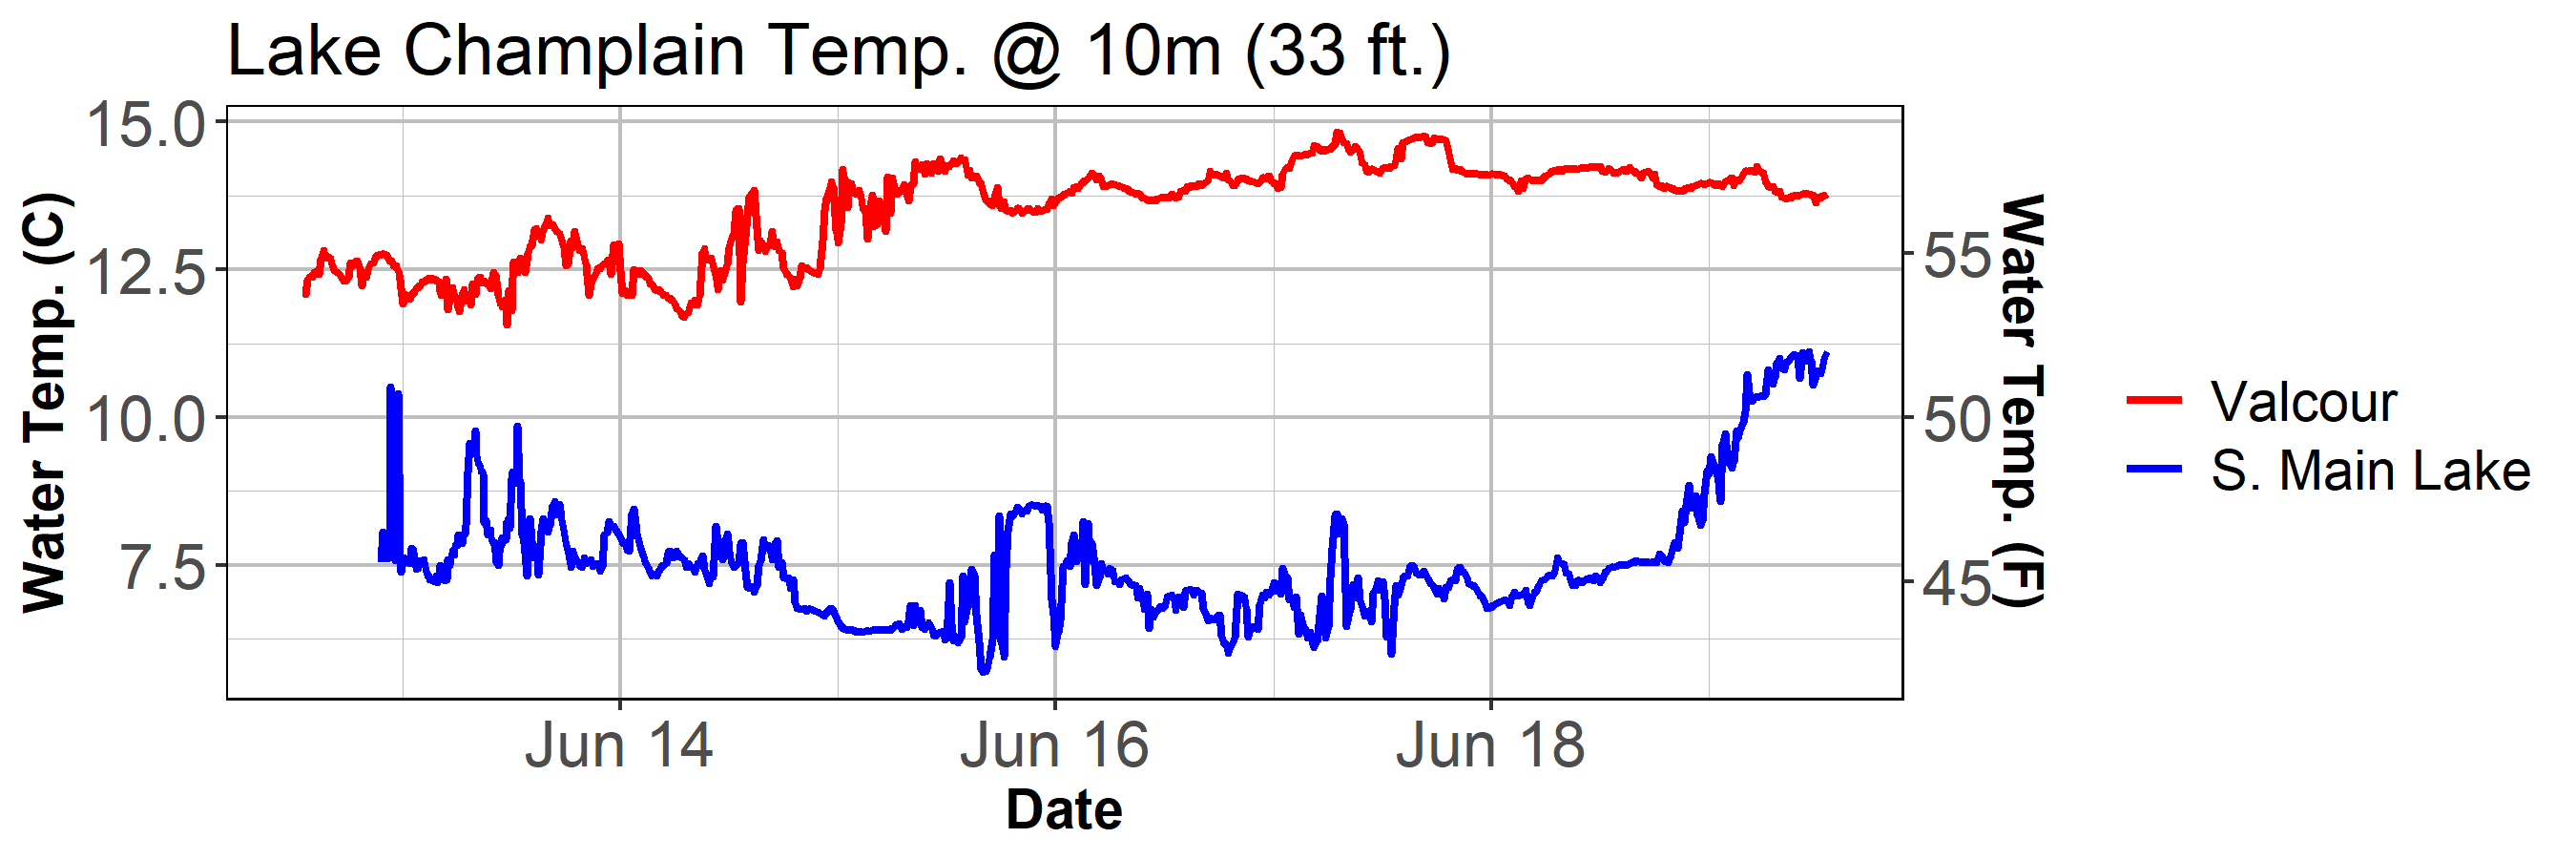 Lake Champlain Temp. @ 10m (33 ft.)
Water Temp. (C)
15.0
12.5
10.0
7.5
55
50
45
Water Temp. (F)
Jun 14
Jun 16
Jun 18
Date
Valcour
S. Main Lake